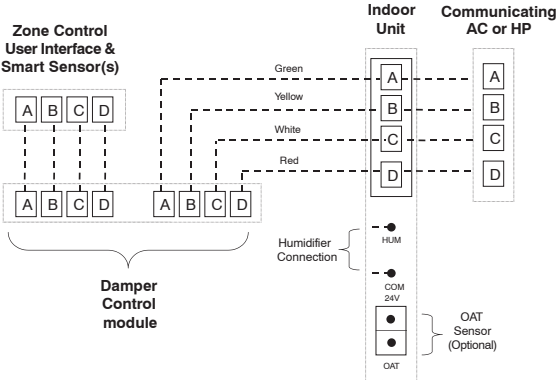 Zone Control
User Interface &
Smart Sensor(s)
Indoor
Unit
Communicating
AC or HP
A B C D
A B C D
A B C D
Green
Yellow
White
Red
A
B
C
D
A
B
C
D
Damper
Control
module
Humidifier
Connection
HUM
COM
24V
OAT
OAT
Sensor
(Optional)